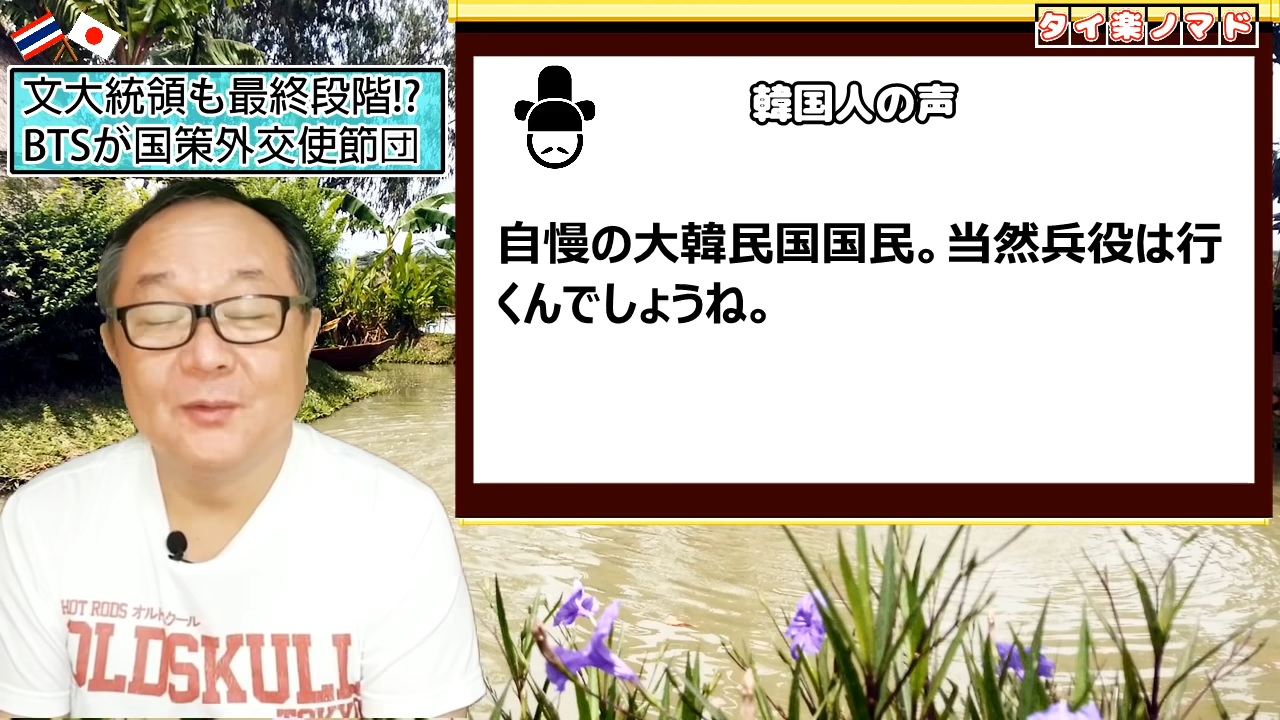 タイ楽ノマド
文大統領も最終段階!?
BTSが国策外交使節団
韓国人の声
自慢の大韓民国国民。当然兵役は行
くんでしょうね。
HOT RODS オルドスクール
OLDSKULL
TOKYO